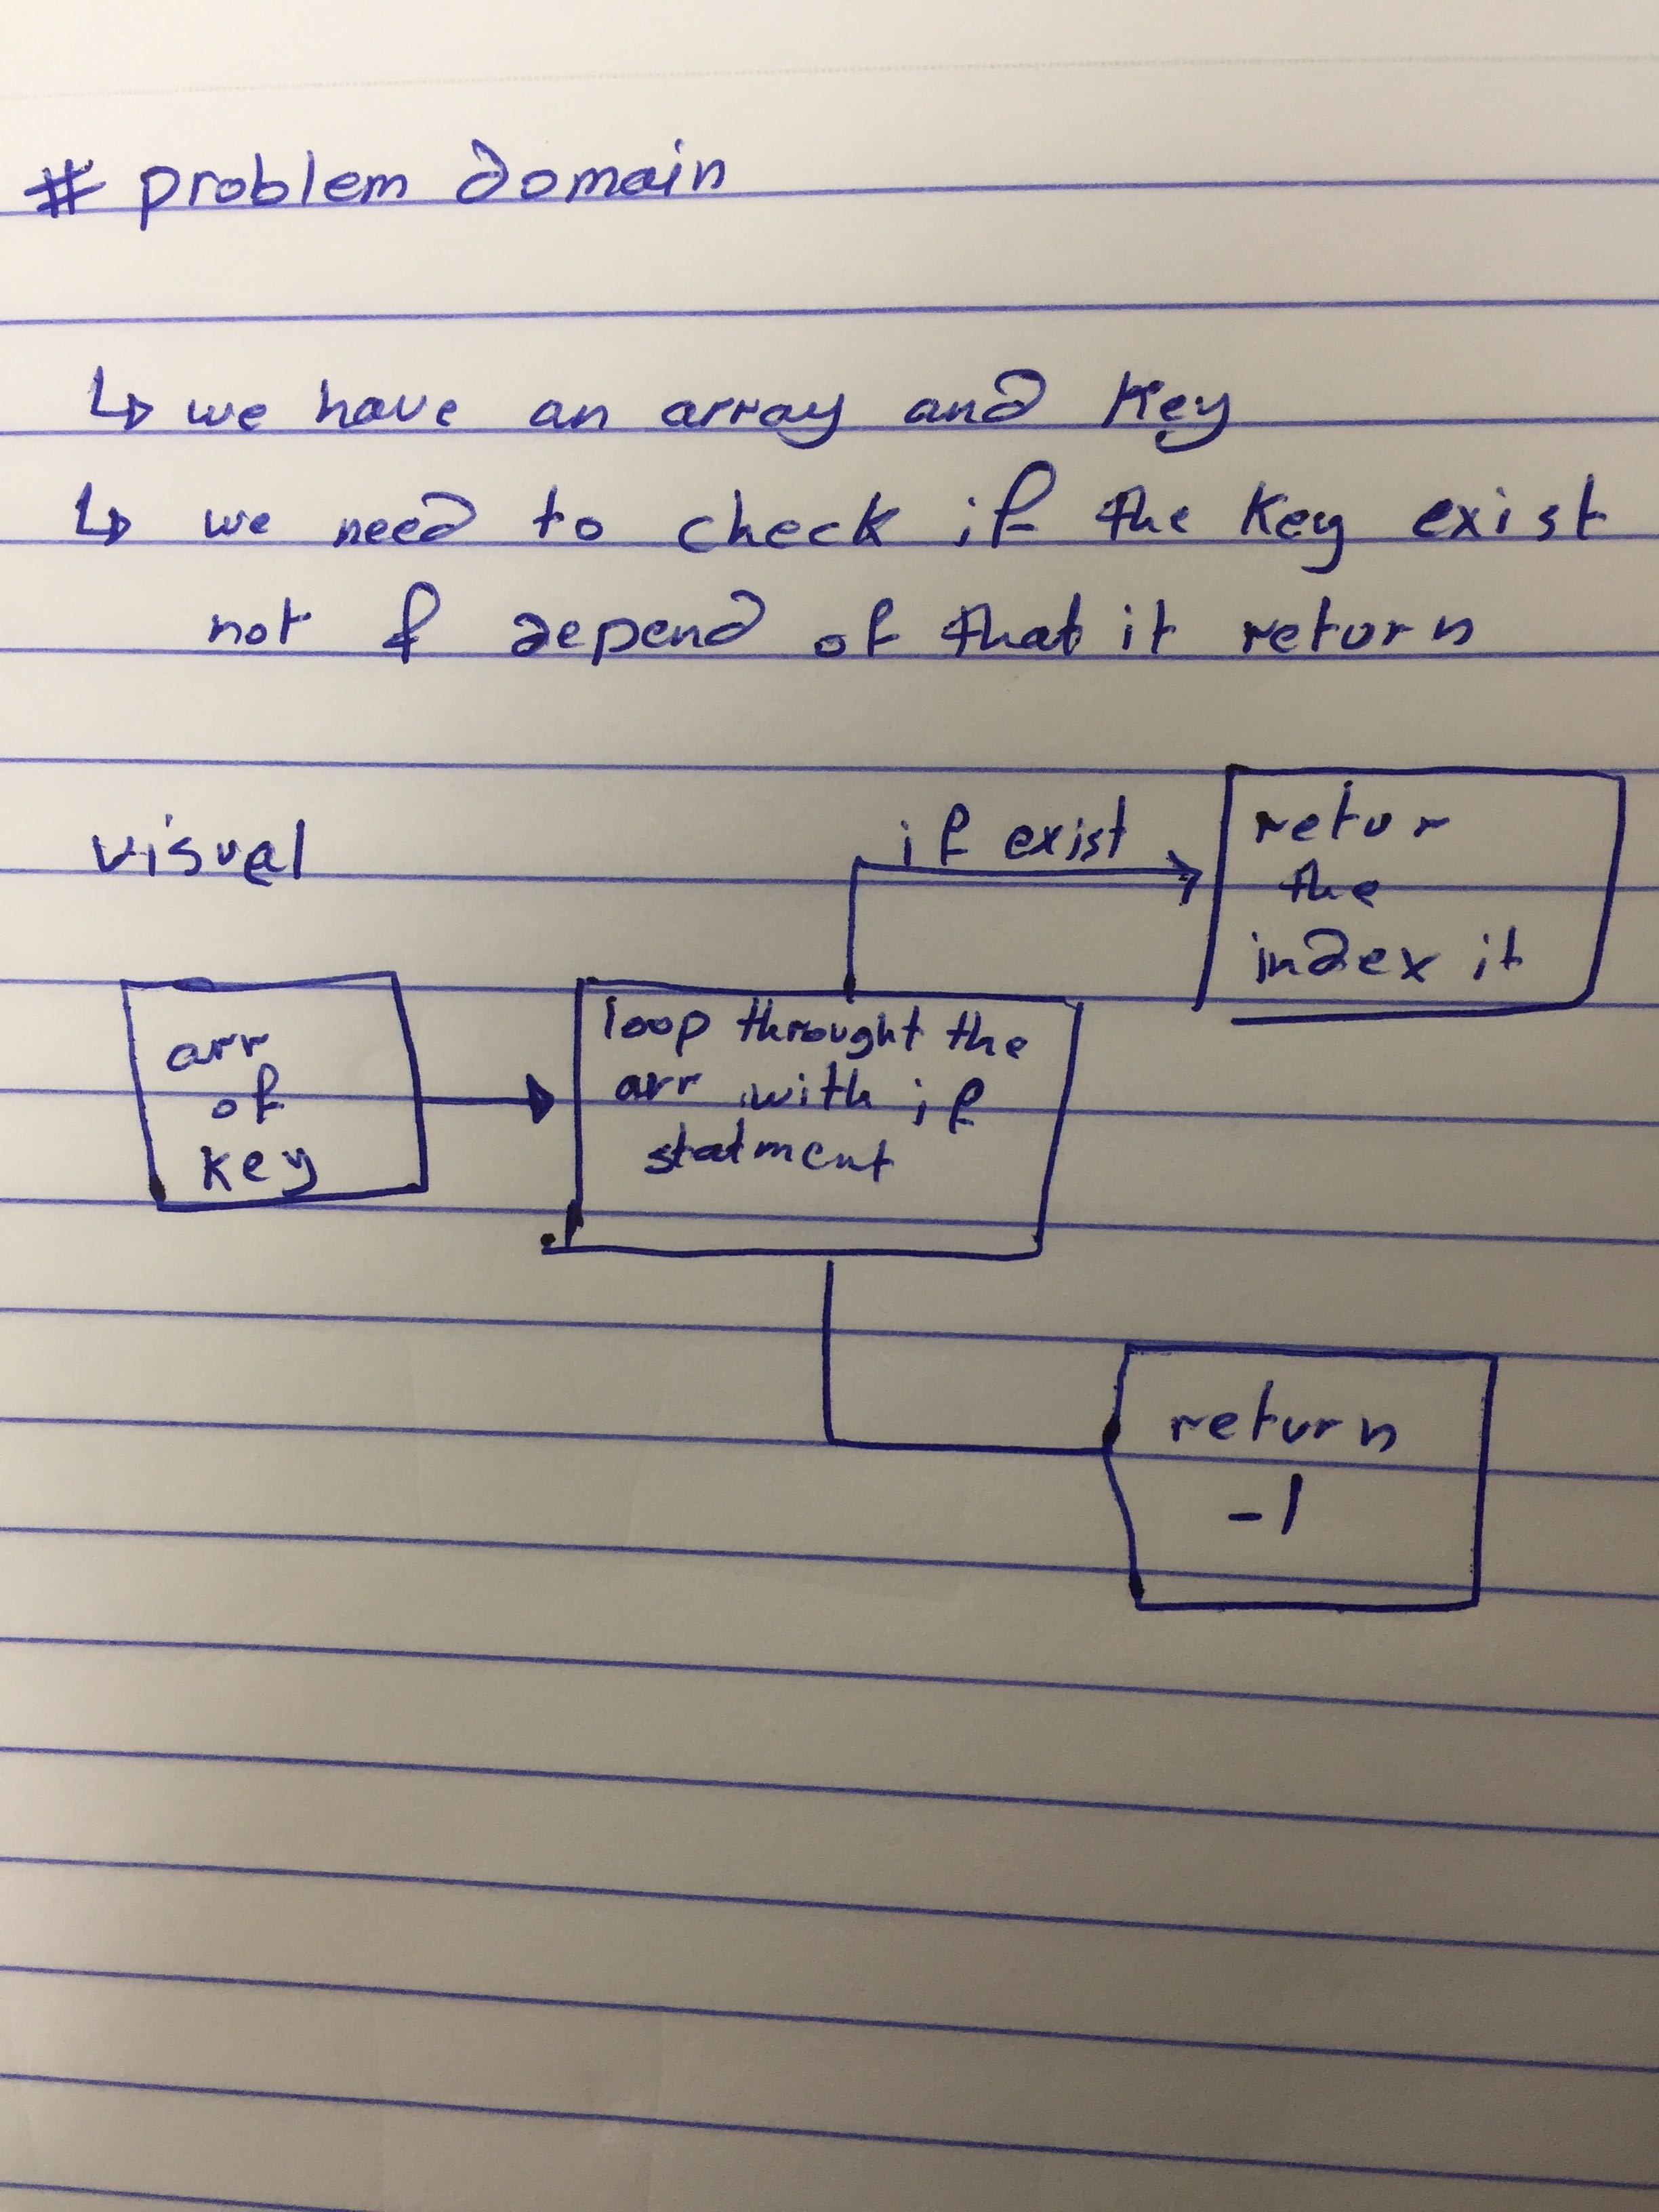 # problem domain
↳ we have an array and key
↳ we need to check if the key exist
not & depend of that it return
visual
if exist
retur
the
index it
arr
of
key
loop throught the
arr with if
statment
return
-1